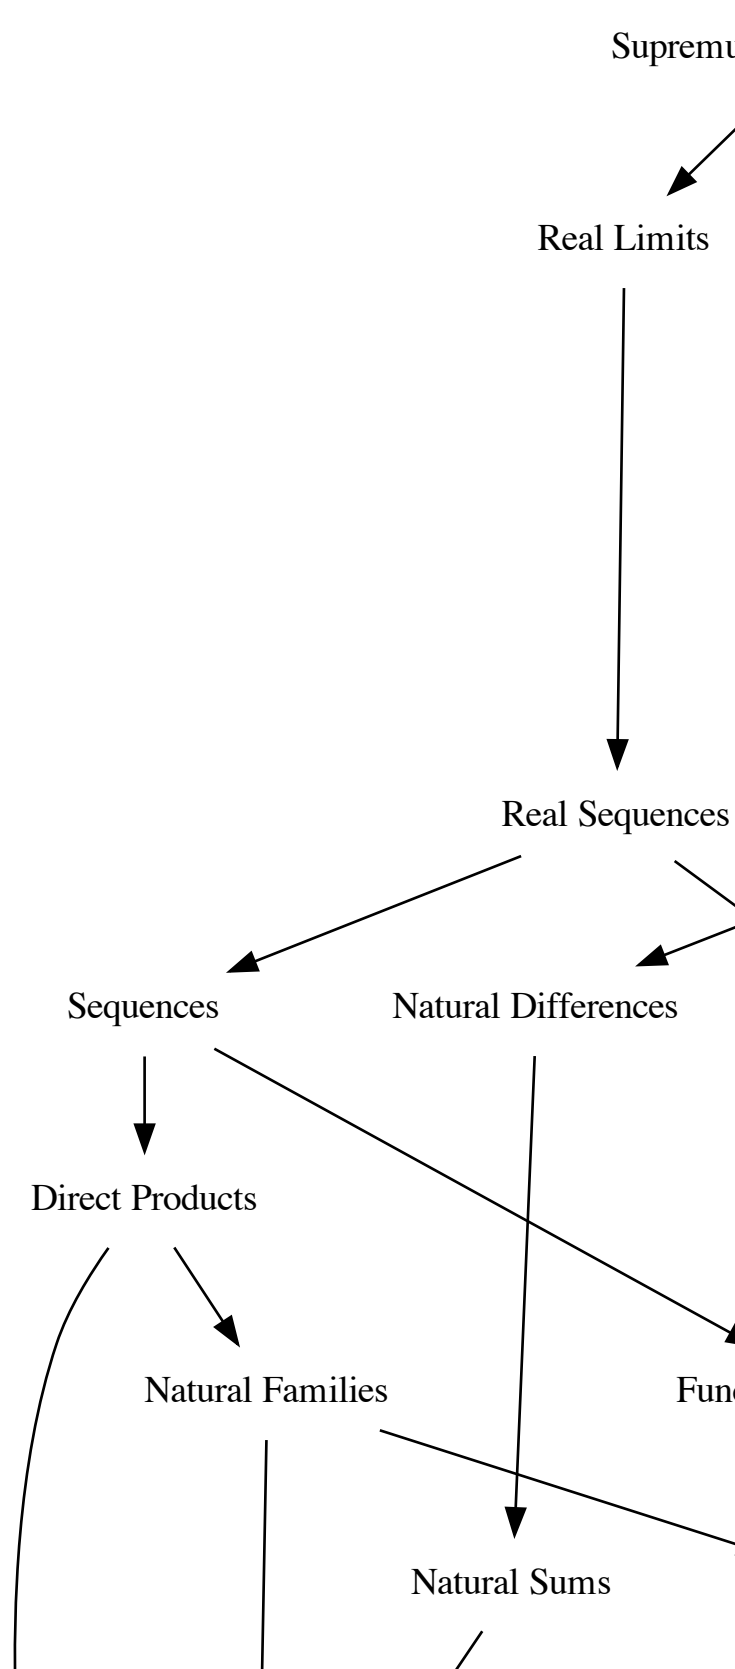 Real Limits
Real Sequences
Sequences
Natural Differences
Direct Products
Natural Families
Natural Sums